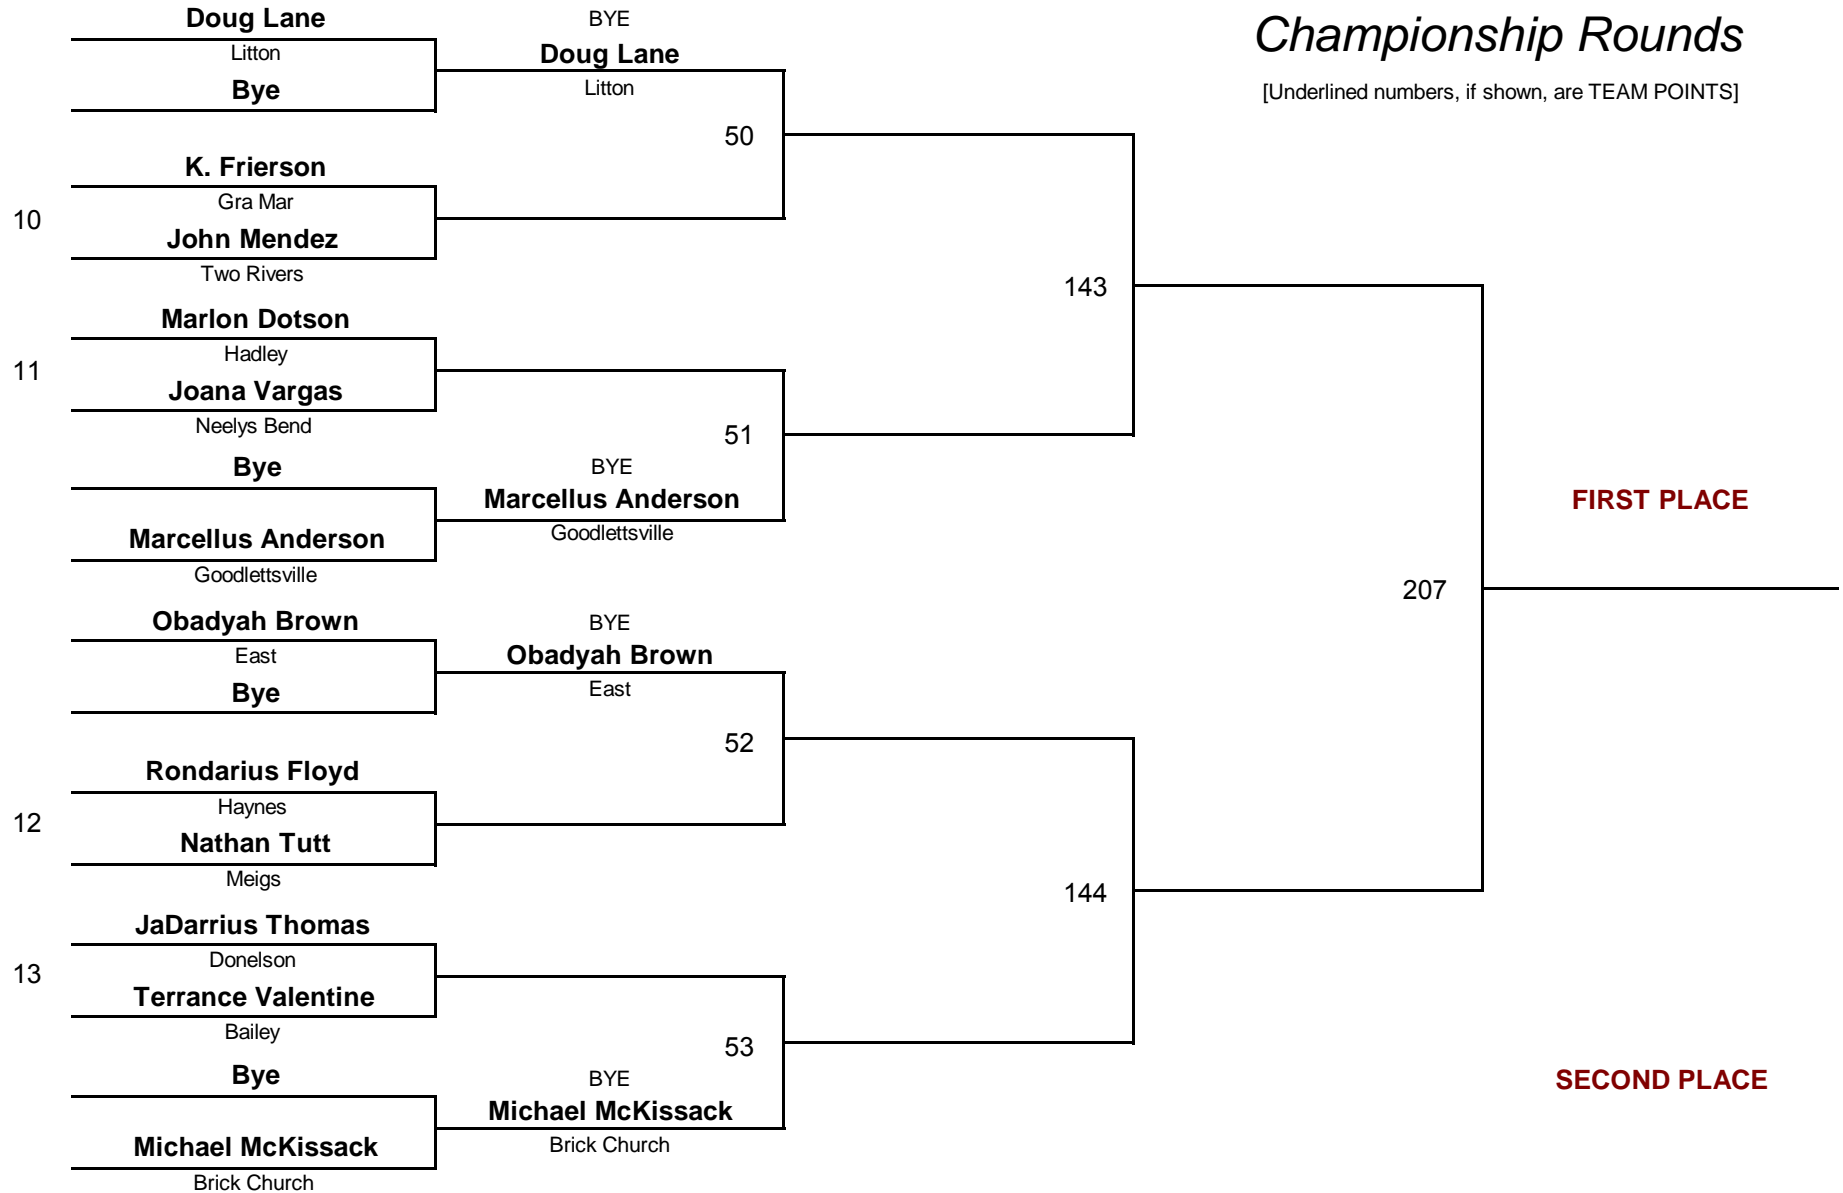 Championship Rounds
[Underlined numbers, if shown, are TEAM POINTS]
Doug Lane
Litton
Bye
BYE
Doug Lane
Litton
50
K. Frierson
10
Gra Mar
John Mendez
Two Rivers
143
Marlon Dotson
11
Hadley
Joana Vargas
Neelys Bend
51
Bye
BYE
Marcellus Anderson
Goodlettsville
Marcellus Anderson
Goodlettsville
FIRST PLACE
207
Obadyah Brown
East
Bye
BYE
Obadyah Brown
East
52
Rondarius Floyd
12
Haynes
Nathan Tutt
Meigs
144
JaDarrius Thomas
13
Donelson
Terrance Valentine
Bailey
53
Bye
BYE
Michael McKissack
Brick Church
Michael McKissack
Brick Church
SECOND PLACE